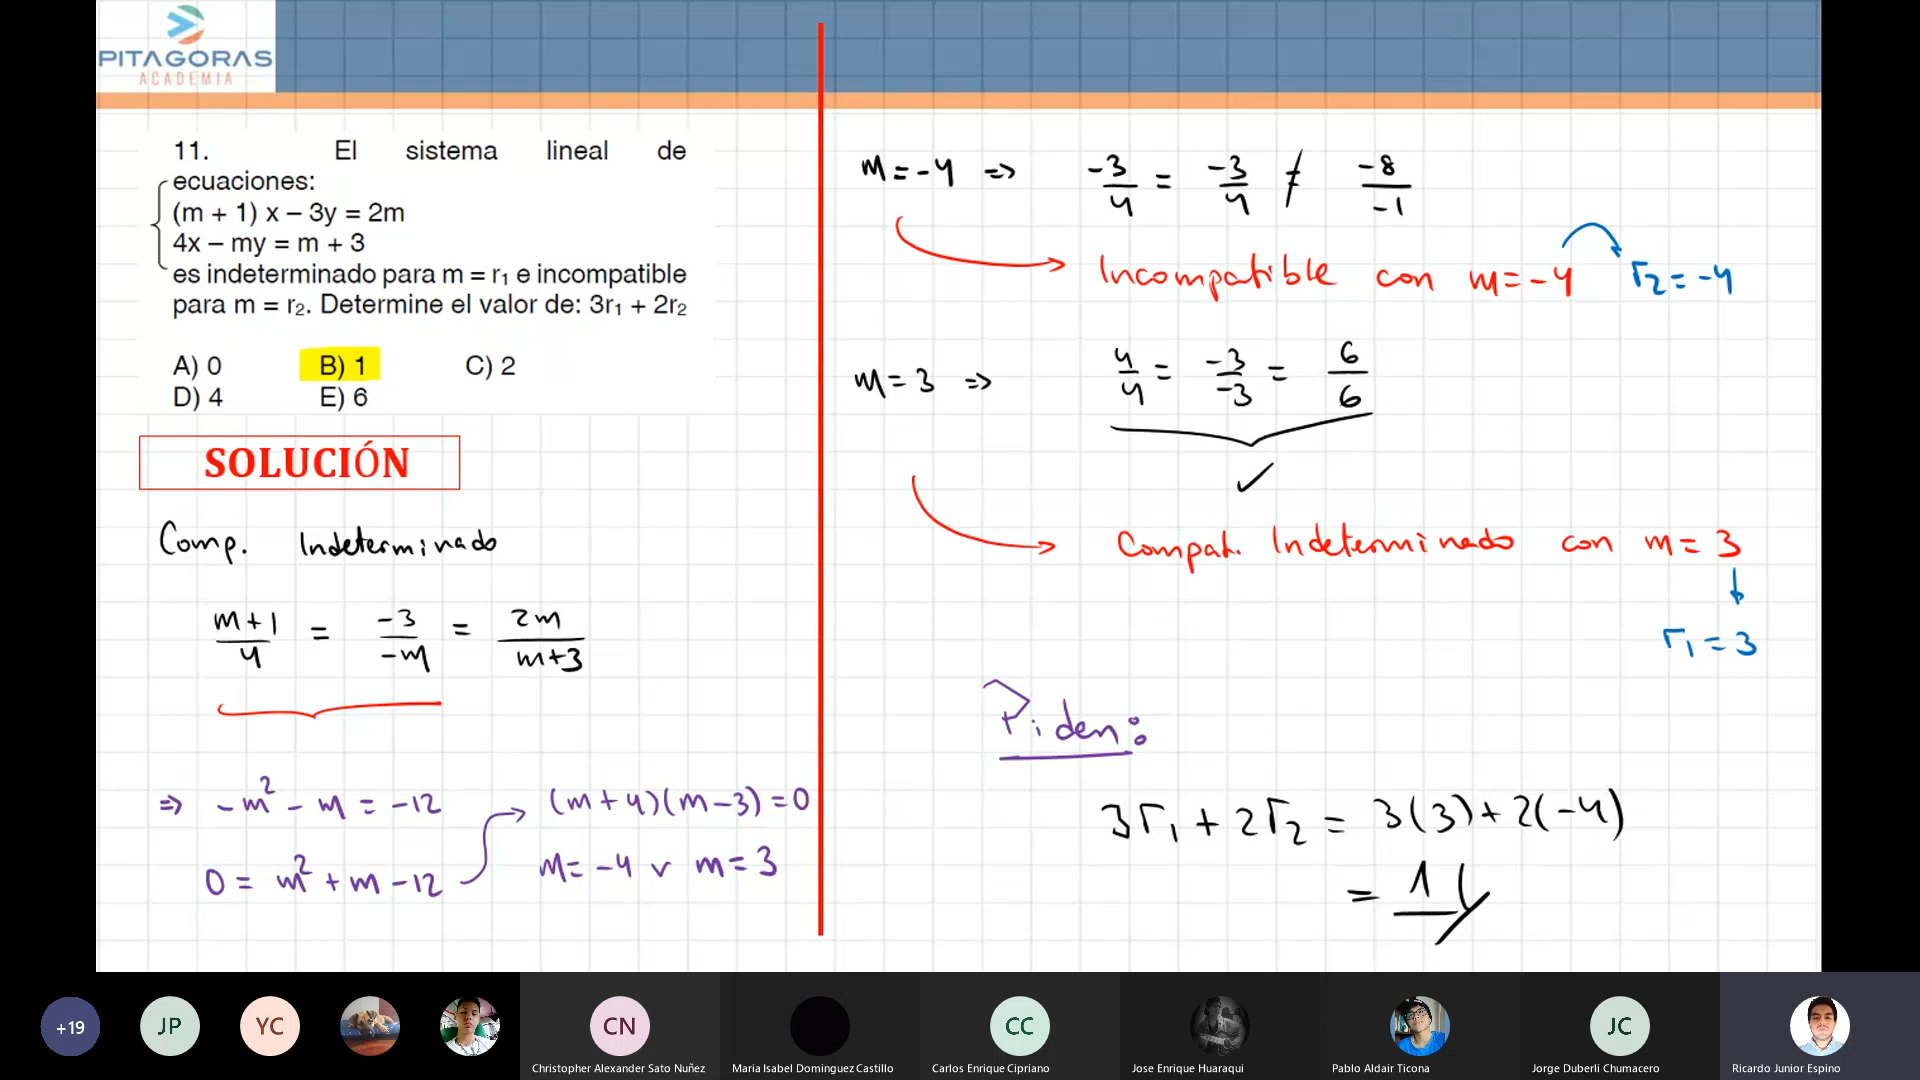 PITAGORAS
ACADEMIA
11. El sistema lineal de
ecuaciones:
(m + 1) x – 3y = 2m
4x – my = m + 3
es indeterminado para m = r₁ e incompatible
para m = r₂. Determine el valor de: 3r₁ + 2r₂
A) 0 B) 1 C) 2
D) 4 E) 6
SOLUCIÓN
Comp. Indeterminado
m+1/4 = -3/-m = 2m/m+3
=> -m² - m = -12
0 = m² + m - 12
(m+4)(m-3)=0
m=-4 v m=3
m=-4 => -3/4 = -3/4 ≠ -8/-1
Incompatible con m=-4 r₂=-4
m=3 => 4/4 = -3/-3 = 6/6
Compat. Indeterminado con m=3
r₁=3
Piden:
3r₁ + 2r₂ = 3(3)+2(-4)
= 1
+19
JP
YC
CN
CC
JC
Christopher Alexander Sato Nuñez
Maria Isabel Dominguez Castillo
Carlos Enrique Cipriano
Jose Enrique Huaraqui
Pablo Aldair Ticona
Jorge Duberli Chumacero
Ricardo Junior Espino